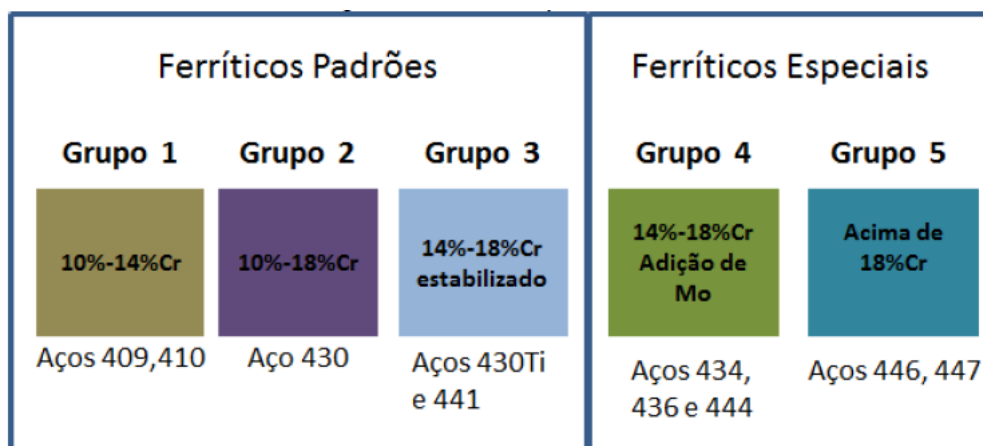 Ferríticos Padrões
Grupo 1
10%-14%Cr
Aços 409,410
Grupo 2
10%-18%Cr
Aço 430
Grupo 3
14%-18%Cr
estabilizado
Aços 430Ti
e 441
Ferríticos Especiais
Grupo 4
14%-18%Cr
Adição de
Mo
Aços 434,
436 e 444
Grupo 5
Acima de
18%Cr
Aços 446, 447